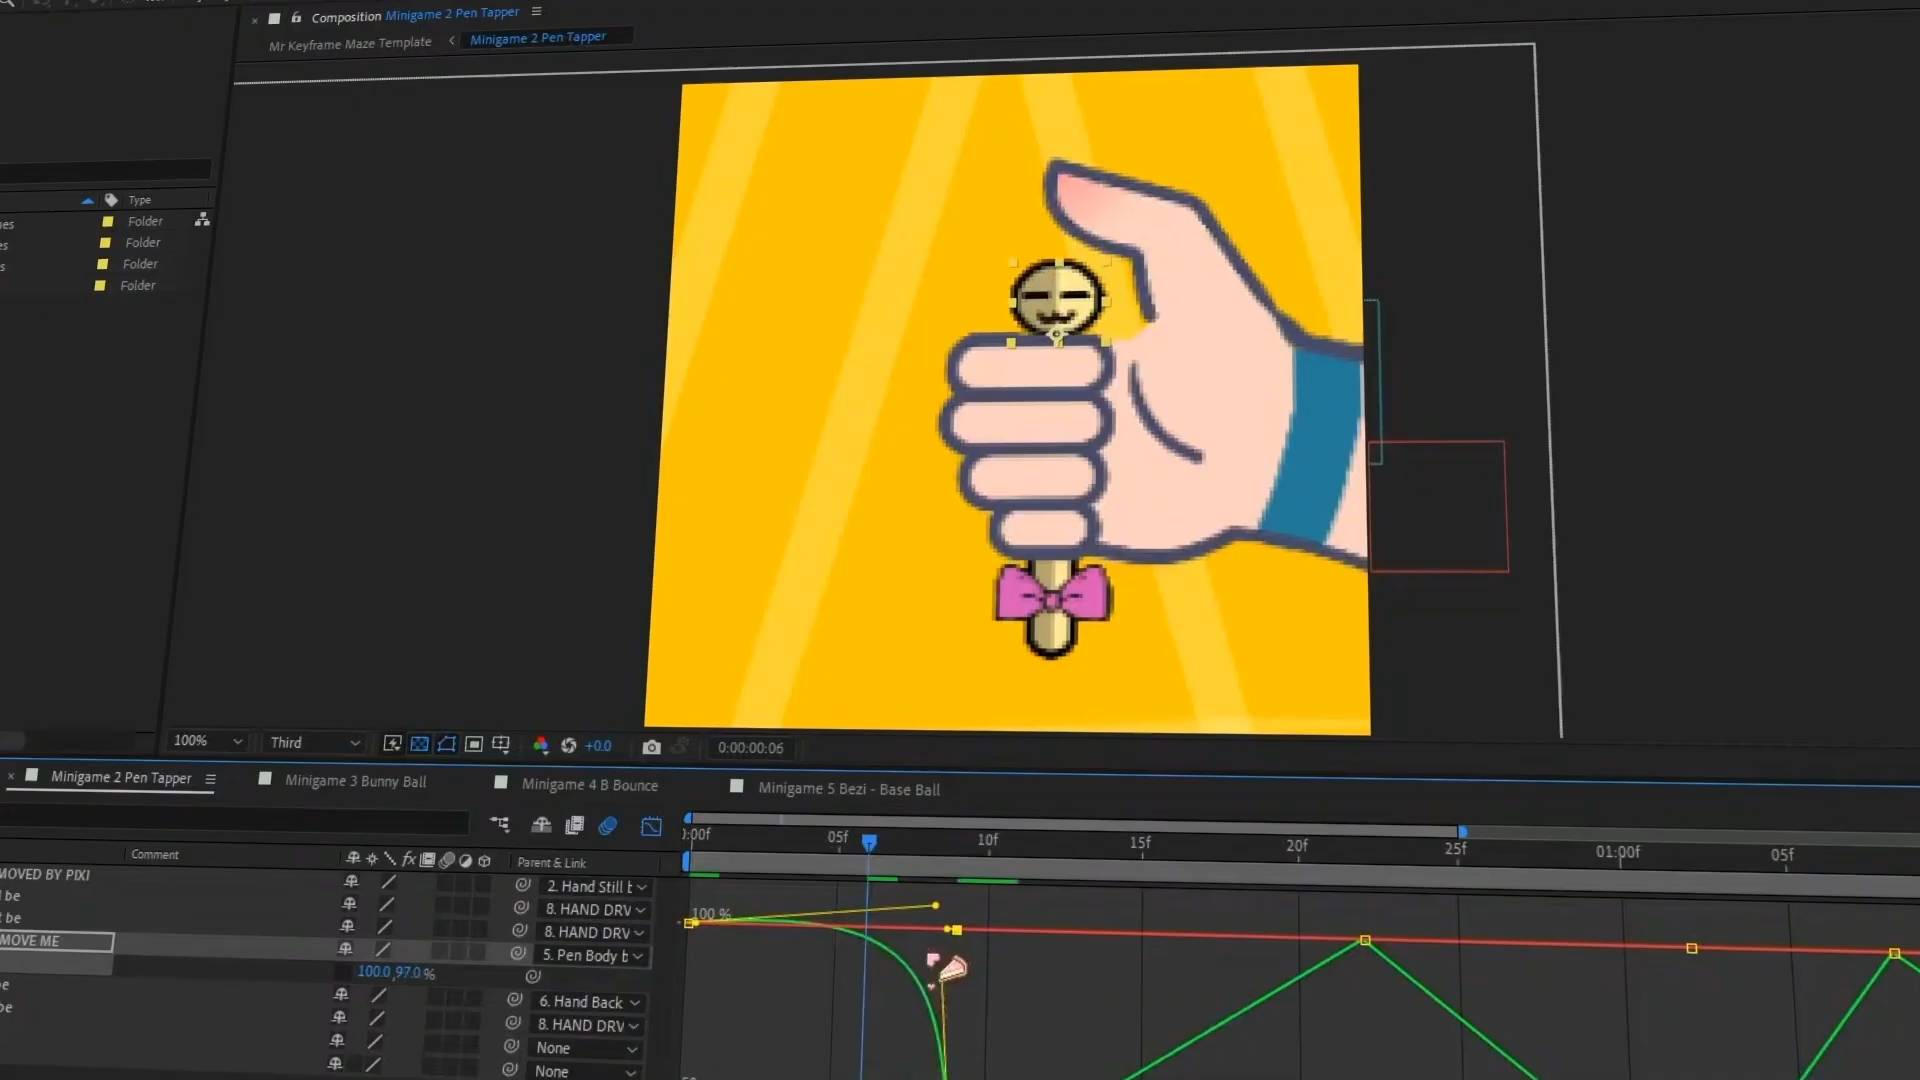 Composition Minigame 2 Pen Tapper
Mr Keyframe Maze Template < Minigame 2 Pen Tapper
Type
Folder
Folder
Folder
Folder
100% Third +0.0 0:00:00:06
Minigame 2 Pen Tapper Minigame 3 Bunny Ball Minigame 4 B Bounce Minigame 5 Bezi - Base Ball
):00f 05f 10f 15f 20f 25f 01:00f 05f
Comment fx Parent & Link
MOVED BY PIXI 2. Hand Still b
l be 8. HAND DRV
t be 8. HAND DRV
MOVE ME 5. Pen Body b
100.0,97.0 %
be 6. Hand Back
be 8. HAND DRV
None
None
100 %